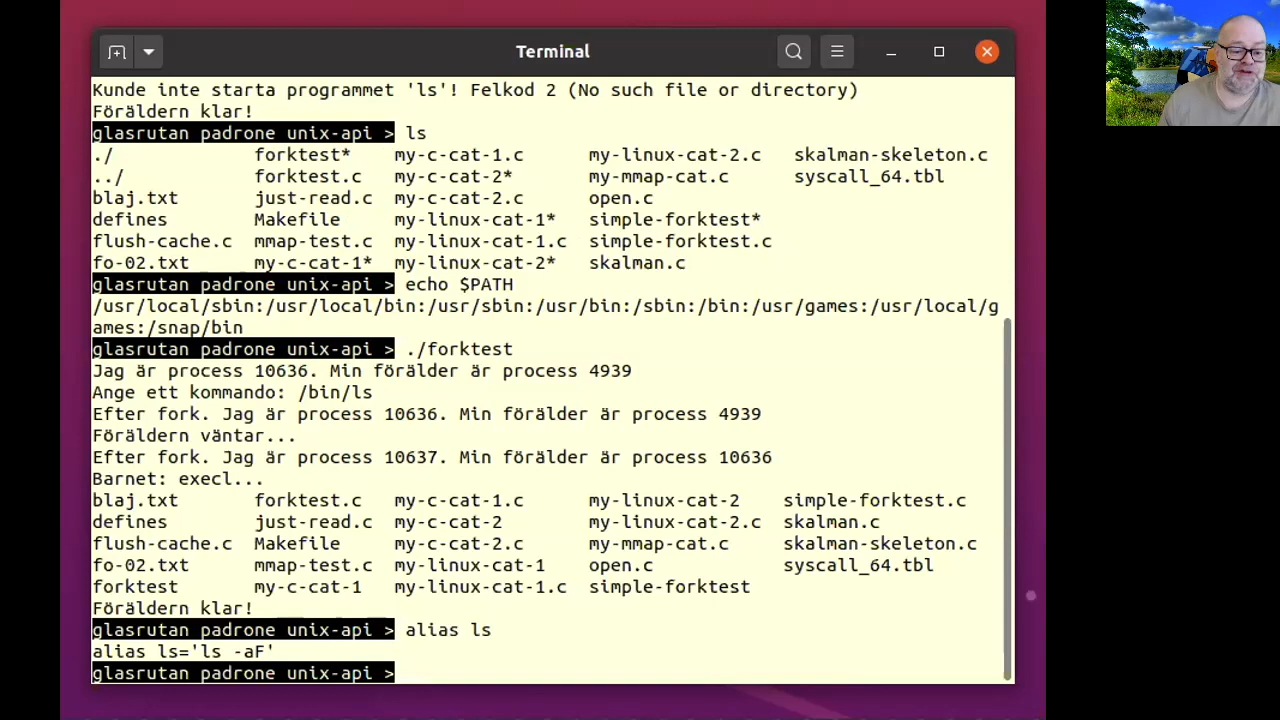 Terminal
Kunde inte starta programmet 'ls'! Felkod 2 (No such file or directory)
Föräldern klar!
glasrutan padrone unix-api > ls
./ forktest* my-c-cat-1.c my-linux-cat-2.c skalman-skeleton.c
../ forktest.c my-c-cat-2* my-mmap-cat.c syscall_64.tbl
blaj.txt just-read.c my-c-cat-2.c open.c
defines Makefile my-linux-cat-1* simple-forktest*
flush-cache.c mmap-test.c my-linux-cat-1.c simple-forktest.c
fo-02.txt my-c-cat-1* my-linux-cat-2* skalman.c
glasrutan padrone unix-api > echo $PATH
/usr/local/sbin:/usr/local/bin:/usr/sbin:/usr/bin:/sbin:/bin:/usr/games:/usr/local/g
ames:/snap/bin
glasrutan padrone unix-api > ./forktest
Jag är process 10636. Min förälder är process 4939
Ange ett kommando: /bin/ls
Efter fork. Jag är process 10636. Min förälder är process 4939
Föräldern väntar...
Efter fork. Jag är process 10637. Min förälder är process 10636
Barnet: execl...
blaj.txt forktest.c my-c-cat-1.c my-linux-cat-2 simple-forktest.c
defines just-read.c my-c-cat-2 my-linux-cat-2.c skalman.c
flush-cache.c Makefile my-c-cat-2.c my-mmap-cat.c skalman-skeleton.c
fo-02.txt mmap-test.c my-linux-cat-1 open.c syscall_64.tbl
forktest my-c-cat-1 my-linux-cat-1.c simple-forktest
Föräldern klar!
glasrutan padrone unix-api > alias ls
alias ls='ls -aF'
glasrutan padrone unix-api >